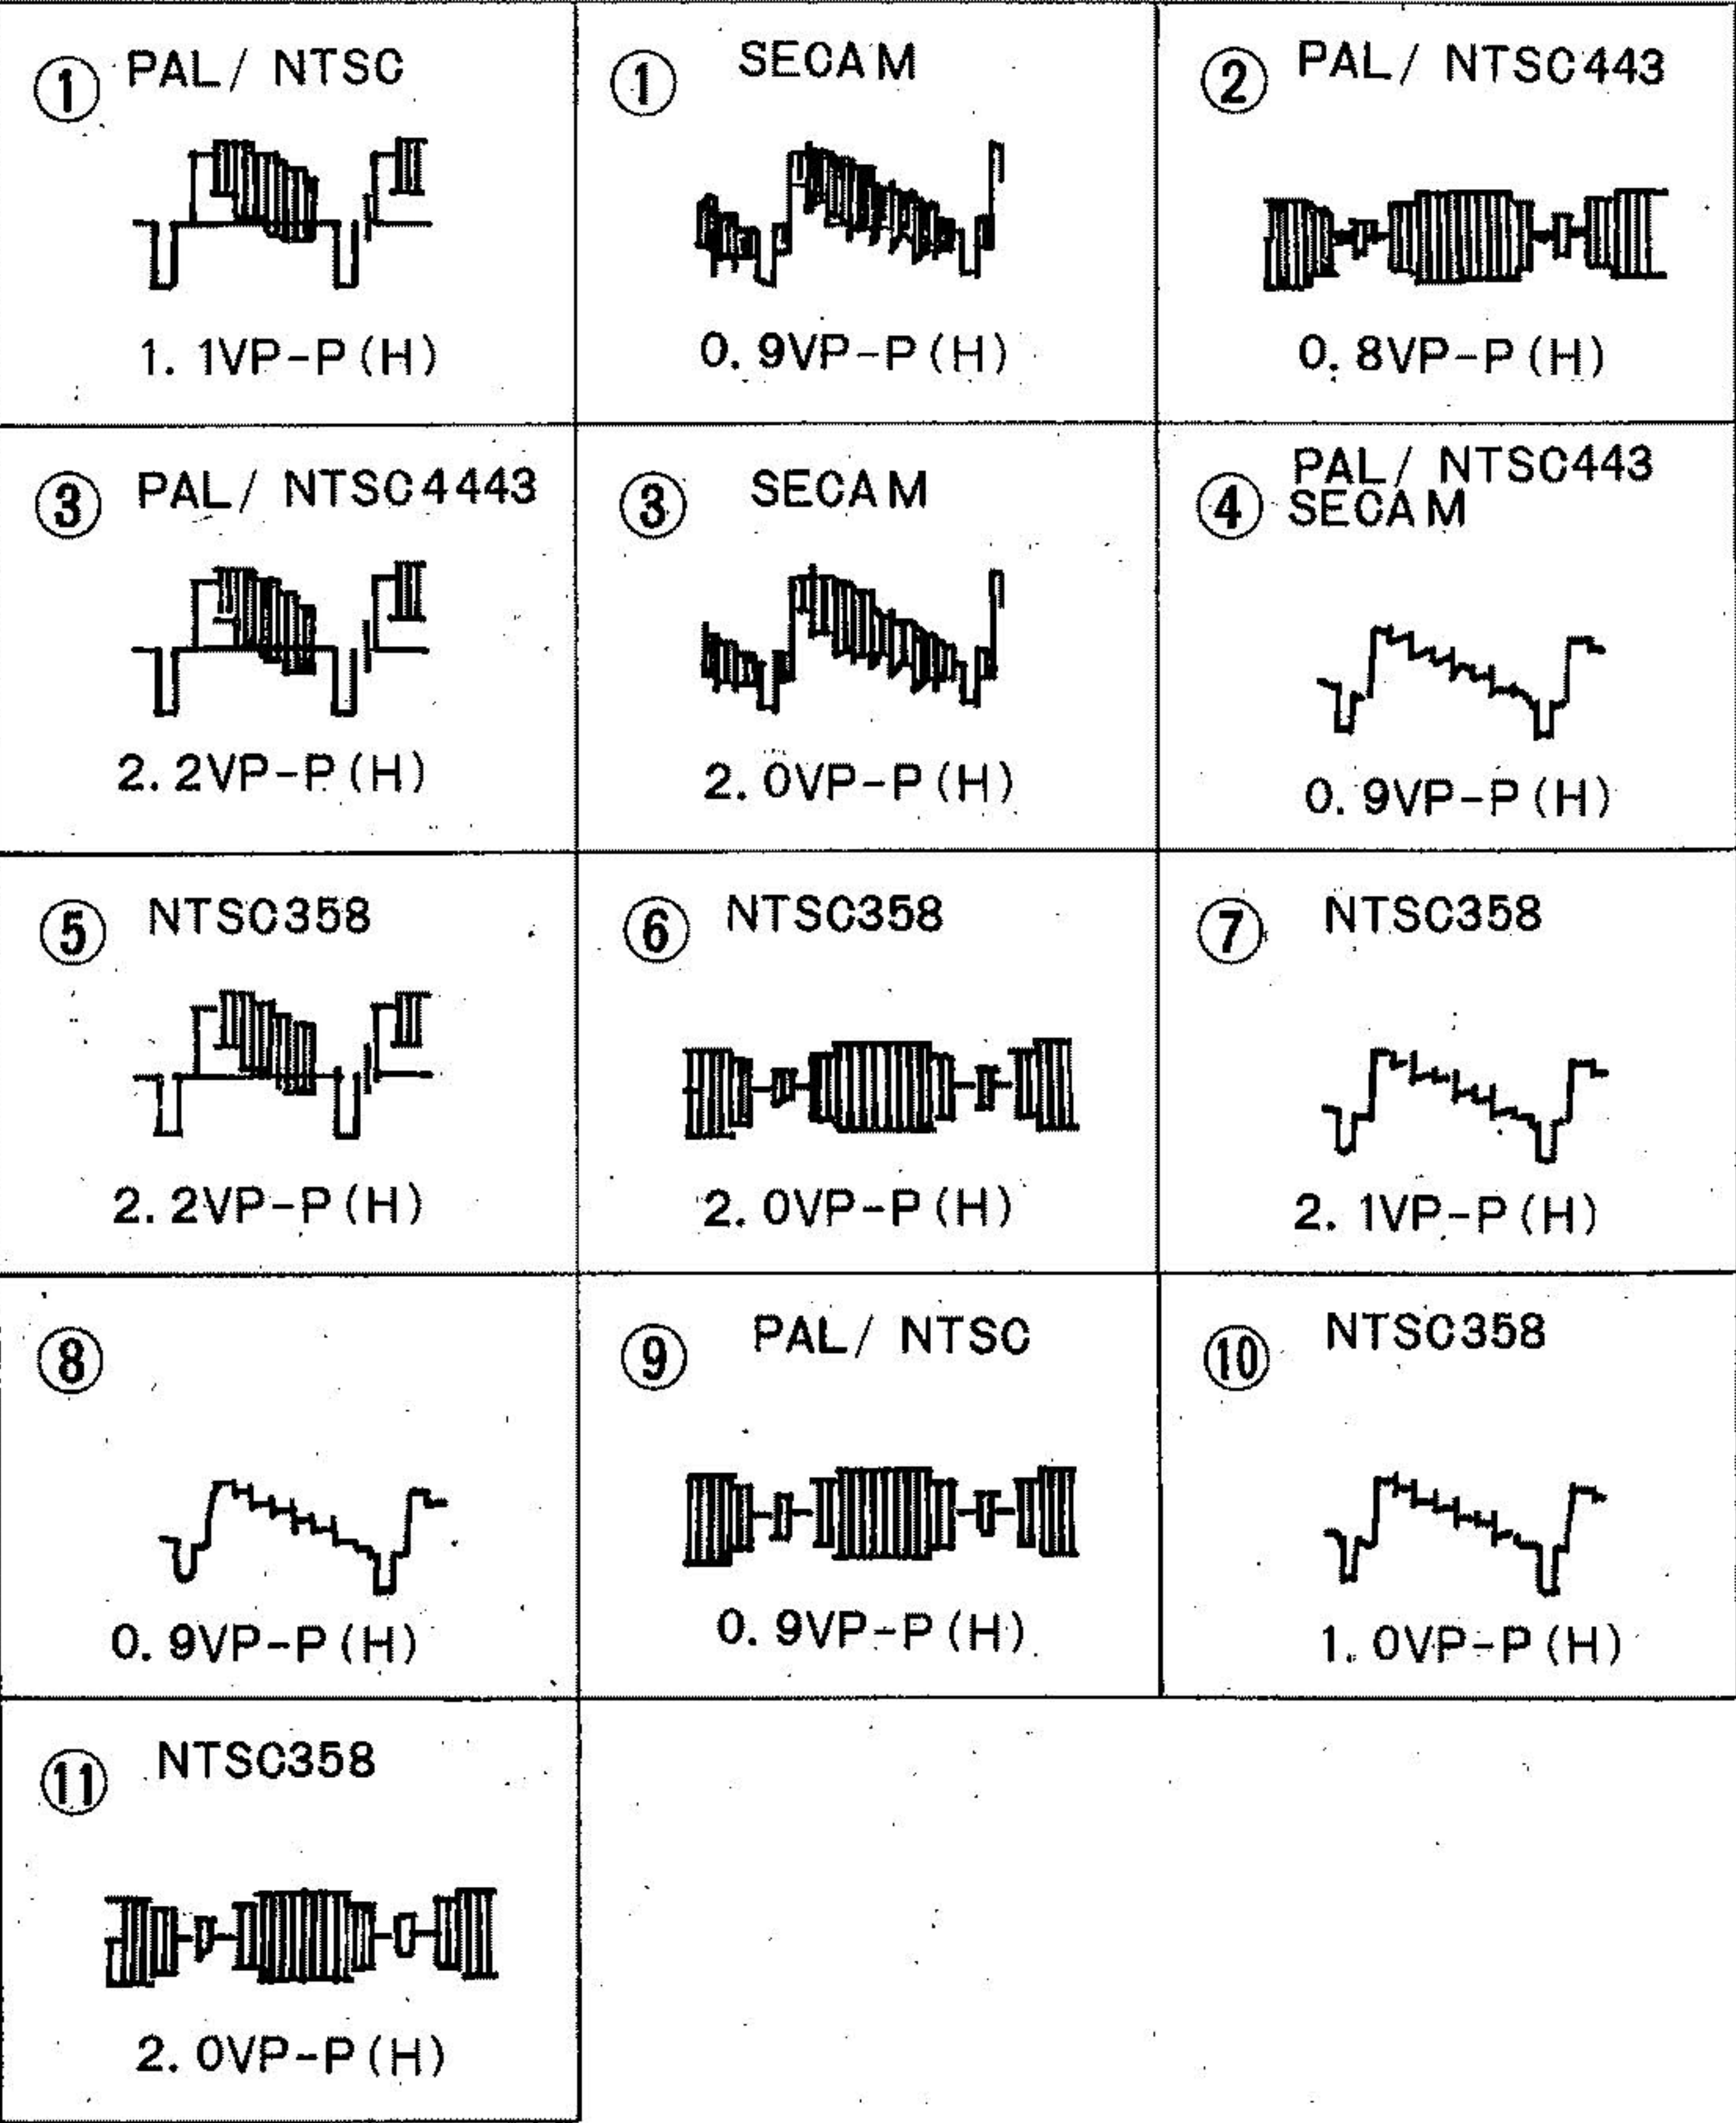 ① PAL/ NTSC
1. 1VP-P (H)
① SECAM
0. 9VP-P (H)
② PAL/ NTSC443
0. 8VP-P (H)
③ PAL/ NTSC4443
2. 2VP-P (H)
③ SECAM
2. 0VP-P (H)
④ PAL/ NTSC443
SECAM
0. 9VP-P (H)
⑤ NTSC358
2. 2VP-P (H)
⑥ NTSC358
2. 0VP-P (H)
⑦ NTSC358
2. 1VP-P (H)
⑧
0. 9VP-P (H)
⑨ PAL/ NTSC
0. 9VP-P (H)
⑩ NTSC358
1. 0VP-P (H)
⑪ NTSC358
2. 0VP-P (H)